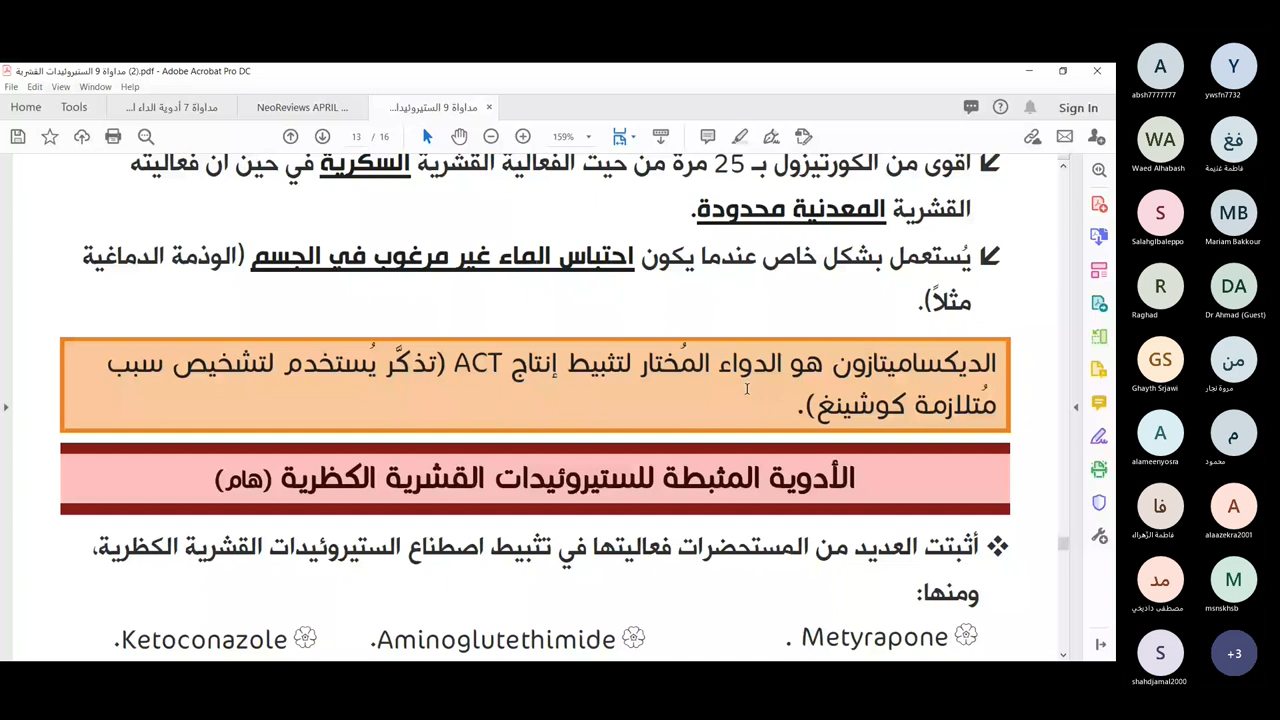 مداواة 9 الستيروئيدات القشرية (2).pdf - Adobe Acrobat Pro DC
File Edit View Window Help
Home Tools
مداواة 7 أدوية الداء ا...
NeoReviews APRIL ...
مداواة 9 الستيروئيدا...
Sign In
13 / 16
159%
أقوى من الكورتيزول بـ 25 مرة من حيث الفعالية القشرية السكرية في حين أن فعاليته
القشرية المعدنية محدودة.
يُستعمل بشكل خاص عندما يكون احتباس الماء غير مرغوب في الجسم (الوذمة الدماغية
مثلاً).
الديكساميتازون هو الدواء المُختار لتثبيط إنتاج ACT (تذكَّر يُستخدم لتشخيص سبب
مُتلازمة كوشينغ).
الأدوية المثبطة للستيروئيدات القشرية الكظرية (هام)
أثبتت العديد من المستحضرات فعاليتها في تثبيط اصطناع الستيروئيدات القشرية الكظرية،
ومنها:
Metyrapone .
Aminoglutethimide.
Ketoconazole.
A
absh7777777
Y
ywsfn7732
WA
Waed Alhabash
فغ
فاطمة غنيمة
S
Salahglbaleppo
MB
Mariam Bakkour
R
Raghad
DA
Dr Ahmad (Guest)
GS
Ghayth Srjawi
من
مروة نجار
A
alameenyosra
م
محمود
فا
فاطمة الزهراء
A
alaazekra2001
مد
مصطفى داديخي
M
msnskhsb
S
shahdjamal2000
+3